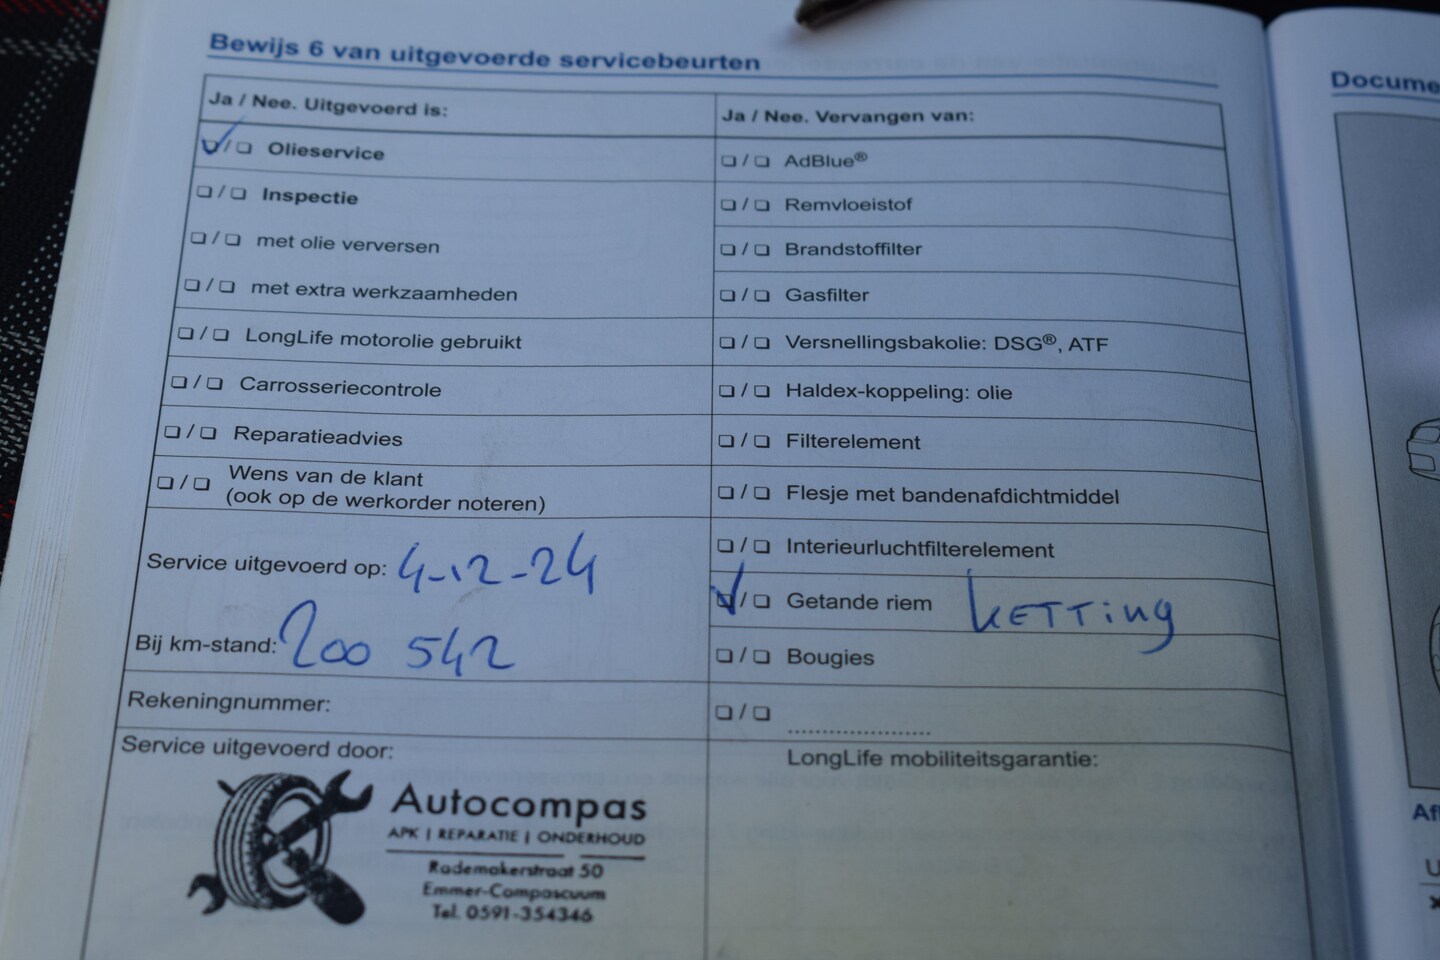 Bewijs 6 van uitgevoerde servicebeurten
Ja / Nee. Uitgevoerd is:
/ Olieservice
/ Inspectie
/ met olie verversen
/ met extra werkzaamheden
/ LongLife motorolie gebruikt
/ Carrosseriecontrole
/ Reparatieadvies
/ Wens van de klant
(ook op de werkorder noteren)
Service uitgevoerd op: 4-12-24
Bij km-stand: 200 542
Rekeningnummer:
Service uitgevoerd door:
Autocompas
APK | REPARATIE | ONDERHOUD
Rademakerstraat 50
Emmer-Compascuum
Tel. 0591-354346
Ja / Nee. Vervangen van:
/ AdBlue®
/ Remvloeistof
/ Brandstoffilter
/ Gasfilter
/ Versnellingsbakolie: DSG®, ATF
/ Haldex-koppeling: olie
/ Filterelement
/ Flesje met bandenafdichtmiddel
/ Interieurluchtfilterelement
/ Getande riem KETTing
/ Bougies
/ .....................
LongLife mobiliteitsgarantie:
Docume